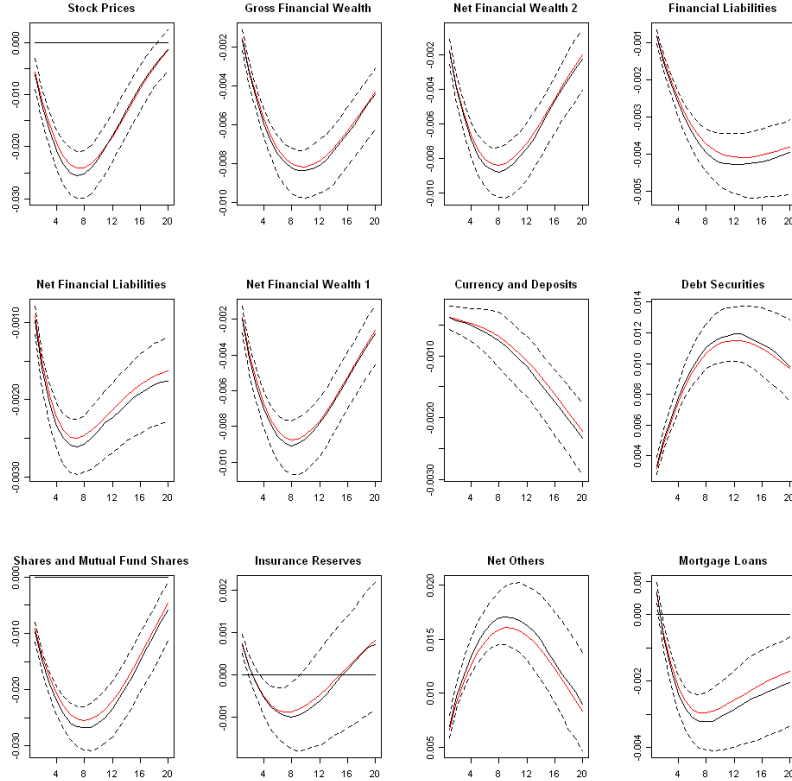 Stock Prices
0.000
-0.010
-0.020
-0.030
4 8 12 16 20
Gross Financial Wealth
-0.002
-0.004
-0.006
-0.008
-0.010
4 8 12 16 20
Net Financial Wealth 2
-0.002
-0.004
-0.006
-0.008
-0.010
4 8 12 16 20
Financial Liabilities
-0.001
-0.002
-0.003
-0.004
-0.005
4 8 12 16 20
Net Financial Liabilities
-0.0010
-0.0020
-0.0030
4 8 12 16 20
Net Financial Wealth 1
-0.002
-0.004
-0.006
-0.008
-0.010
4 8 12 16 20
Currency and Deposits
-0.0010
-0.0020
-0.0030
4 8 12 16 20
Debt Securities
0.014
0.012
0.010
0.008
0.006
0.004
4 8 12 16 20
Shares and Mutual Fund Shares
0.000
-0.010
-0.020
-0.030
4 8 12 16 20
Insurance Reserves
0.002
0.001
0.000
-0.001
4 8 12 16 20
Net Others
0.020
0.015
0.010
0.005
4 8 12 16 20
Mortgage Loans
0.001
0.000
-0.002
-0.004
4 8 12 16 20